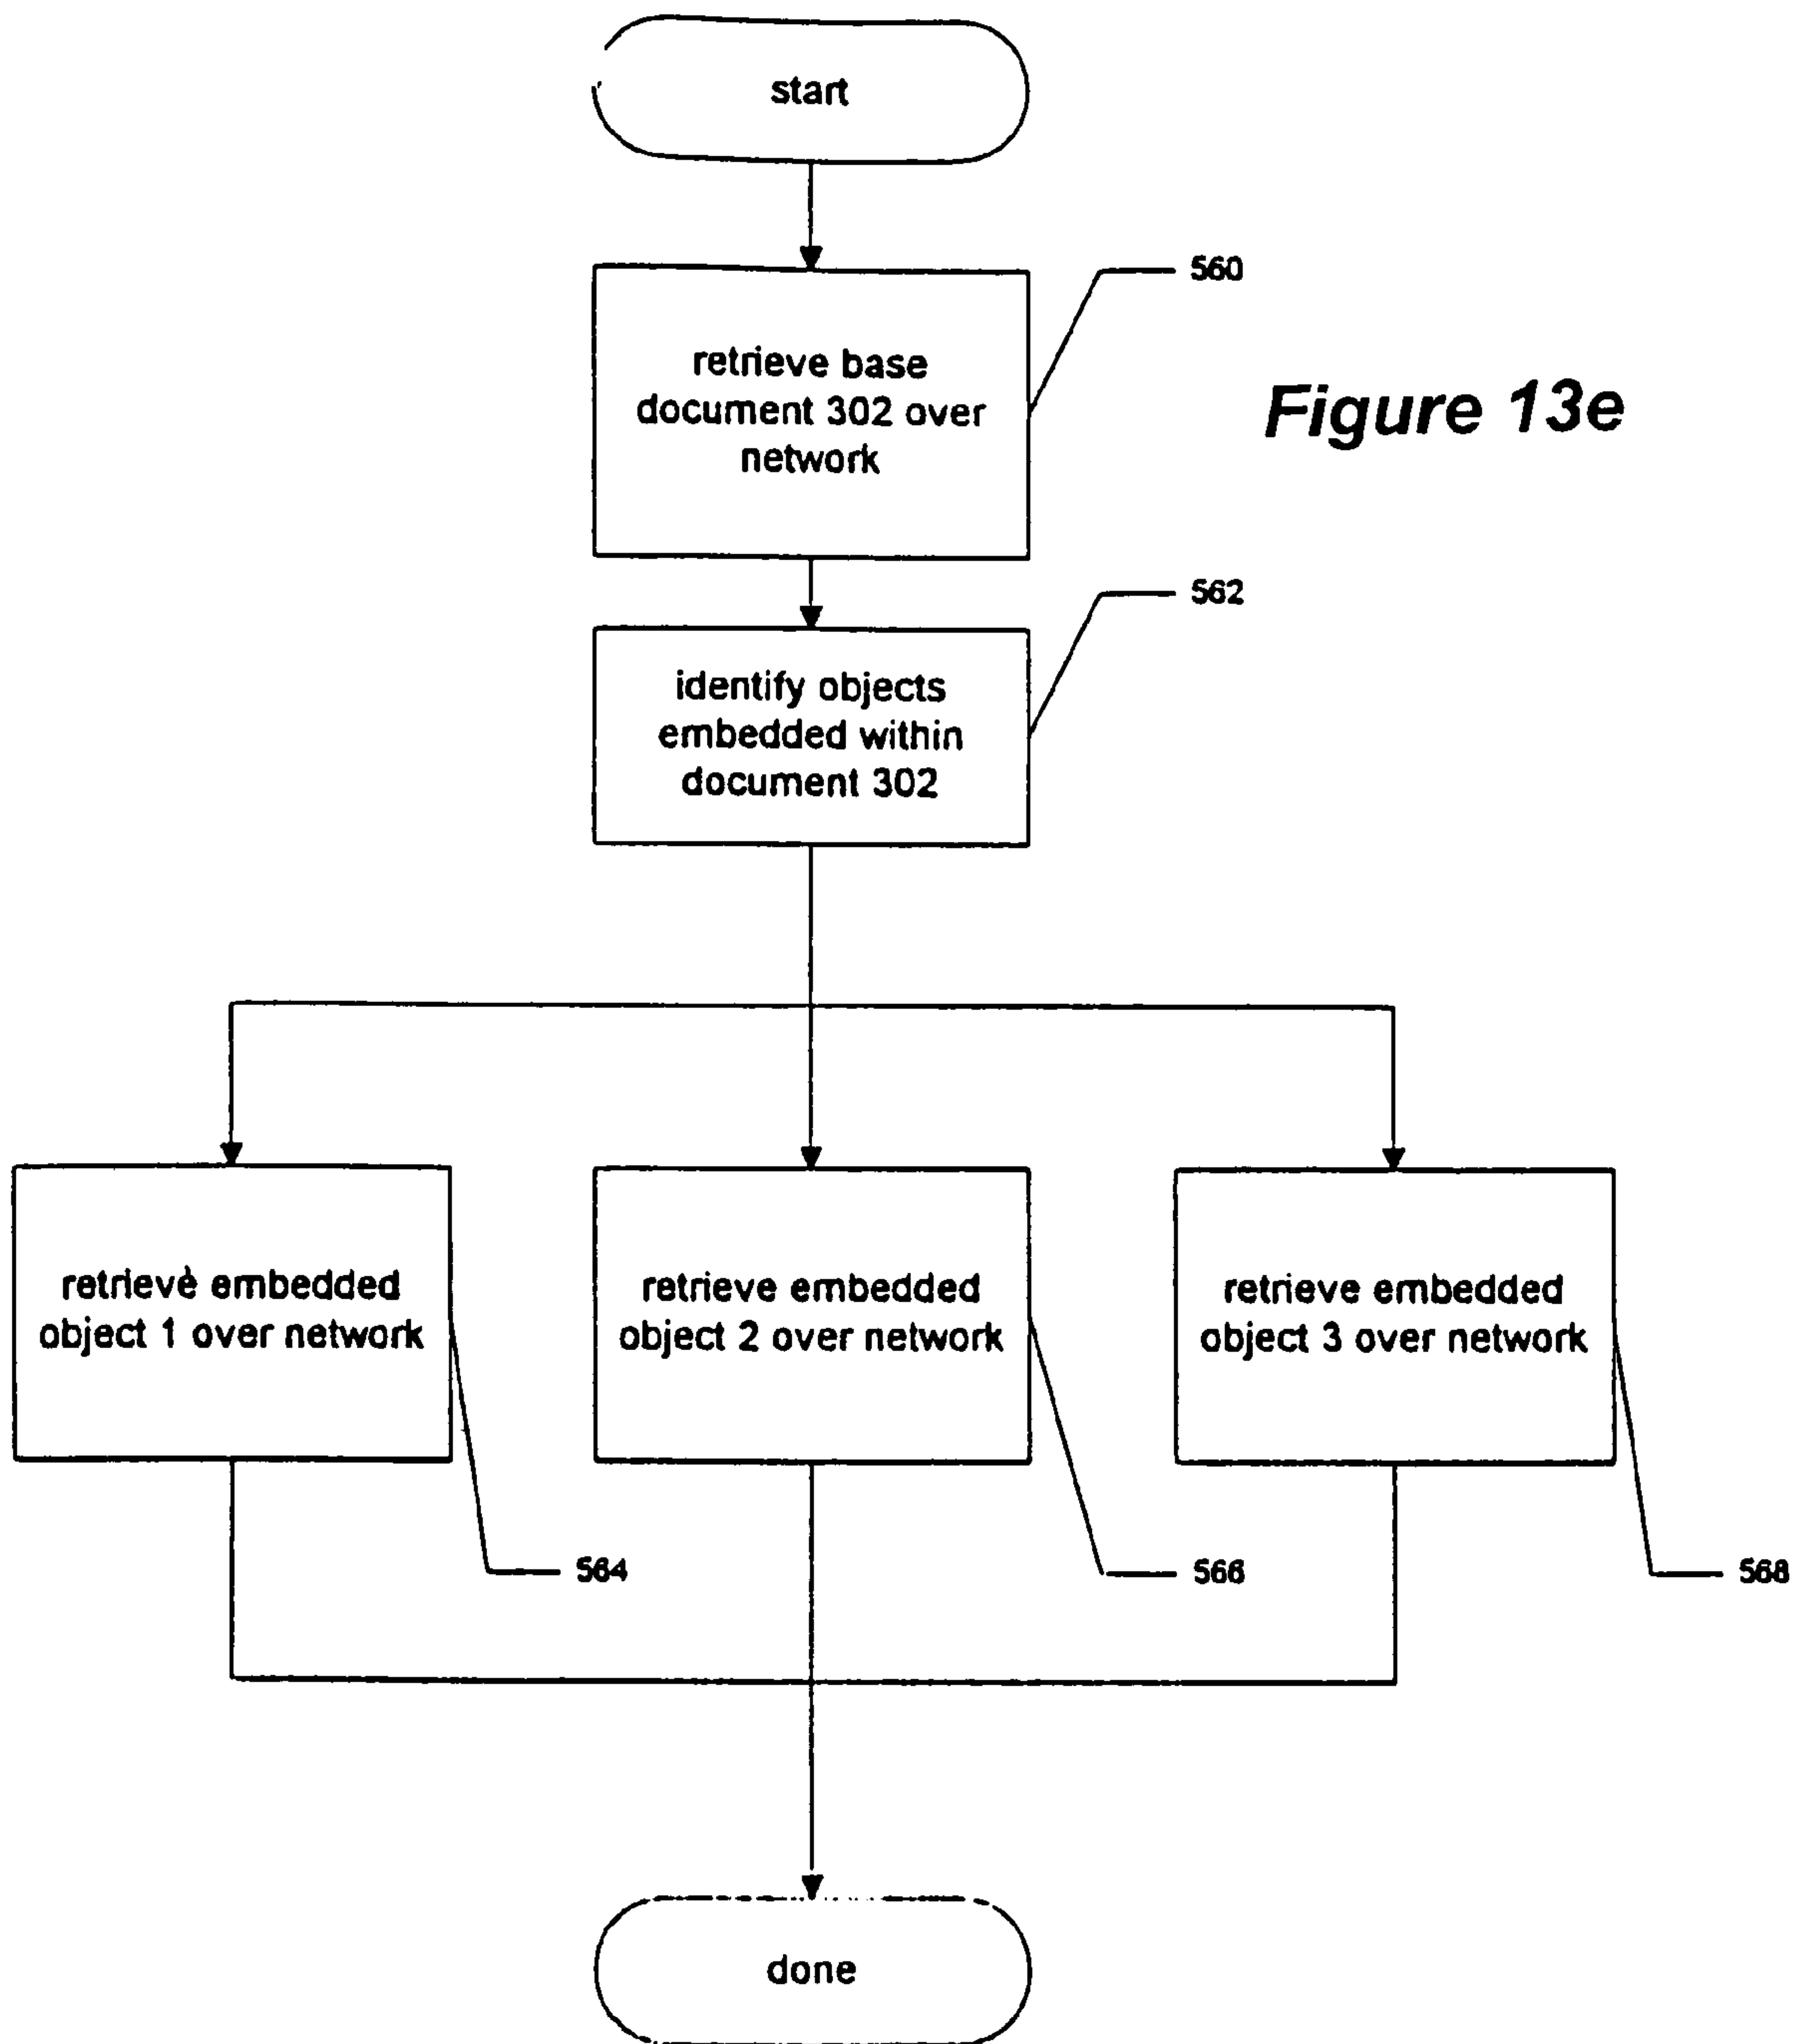 start
560
retrieve base
document 302 over
network
Figure 13e
562
identify objects
embedded within
document 302
retrieve embedded
object 1 over network
retrieve embedded
object 2 over network
retrieve embedded
object 3 over network
564
566
568
done